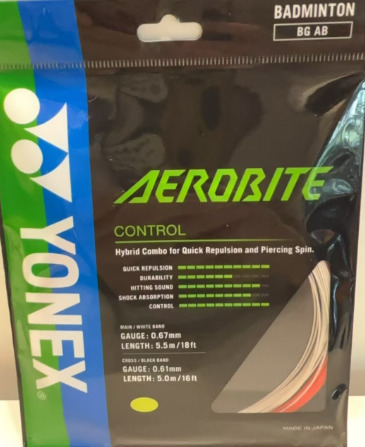 BADMINTON
BG AB
YONEX®
AEROBITE
CONTROL
Hybrid Combo for Quick Repulsion and Piercing Spin.
QUICK REPULSION
DURABILITY
HITTING SOUND
SHOCK ABSORPTION
CONTROL
MAIN / WHITE BAND
GAUGE: 0.67mm
LENGTH: 5.5m/18ft
CROSS / BLACK BAND
GAUGE: 0.61mm
LENGTH: 5.0m/16ft
MADE IN JAPAN